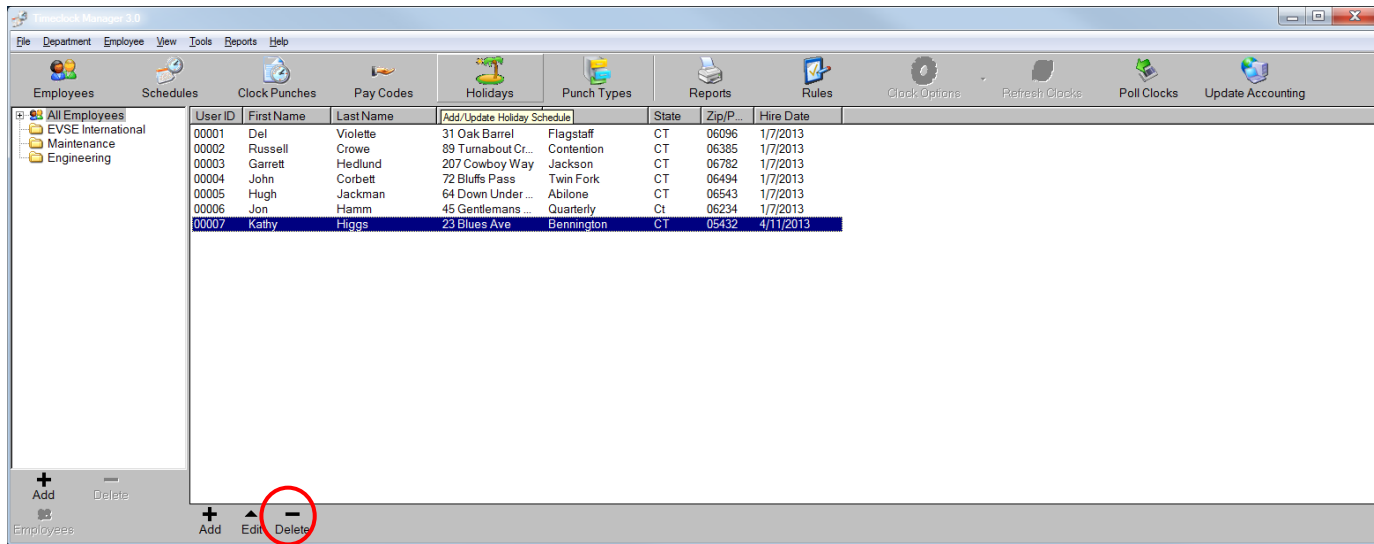 Timeclock Manager 3.0
File Department Employee View Tools Reports Help
Employees Schedules Clock Punches Pay Codes Holidays Punch Types Reports Rules Clock Options Refresh Clocks Poll Clocks Update Accounting
All Employees
EVSE International
Maintenance
Engineering
User ID First Name Last Name Add/Update Holiday Schedule State Zip/P... Hire Date
00001 Del Violette 31 Oak Barrel Flagstaff CT 06096 1/7/2013
00002 Russell Crowe 89 Turnabout Cr... Contention CT 06385 1/7/2013
00003 Garrett Hedlund 207 Cowboy Way Jackson CT 06782 1/7/2013
00004 John Corbett 72 Bluffs Pass Twin Fork CT 06494 1/7/2013
00005 Hugh Jackman 64 Down Under ... Abilone CT 06543 1/7/2013
00006 Jon Hamm 45 Gentlemans ... Quarterly Ct 06234 1/7/2013
00007 Kathy Higgs 23 Blues Ave Bennington CT 05432 4/11/2013
Add Delete
Employees
Add Edit Delete